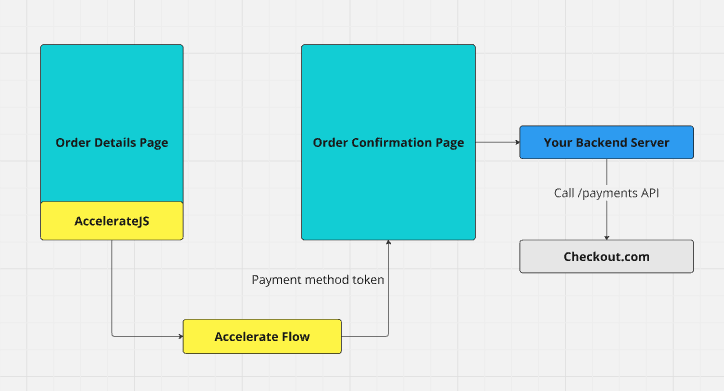 Order Details Page
AccelerateJS
Accelerate Flow
Payment method token
Order Confirmation Page
Your Backend Server
Call /payments API
Checkout.com